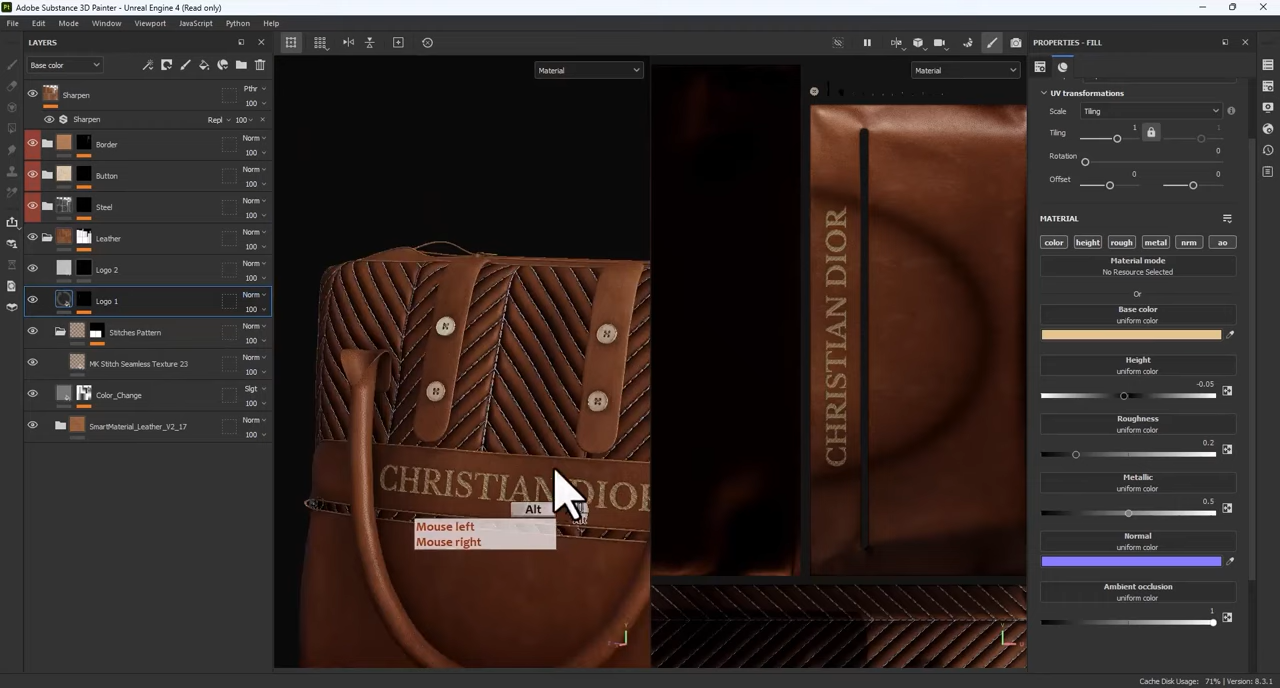 Adobe Substance 3D Painter - Unreal Engine 4 (Read only)
File Edit Mode Window Viewport JavaScript Python Help
LAYERS
Base color
Sharpen
Pthr
100
Sharpen
Repl
100
Border
Norm
100
Button
Norm
100
Steel
Norm
100
Leather
Norm
100
Logo 2
Norm
100
Logo 1
Norm
100
Stitches Pattern
Norm
100
MK Stitch Seamless Texture 23
Norm
100
Color_Change
Slgt
100
SmartMaterial_Leather_V2_17
Norm
100
Material
Material
CHRISTIAN DIOR
CHRISTIAN DIOR
Alt
Mouse left
Mouse right
PROPERTIES - FILL
UV transformations
Scale
Tiling
Tiling
1
1
Rotation
0
Offset
0
0
MATERIAL
color height rough metal nrm ao
Material mode
No Resource Selected
Or
Base color
uniform color
Height
uniform color
-0.05
Roughness
uniform color
0.2
Metallic
uniform color
0.5
Normal
uniform color
Ambient occlusion
uniform color
1
Cache Disk Usage: 71% | Version: 8.3.1